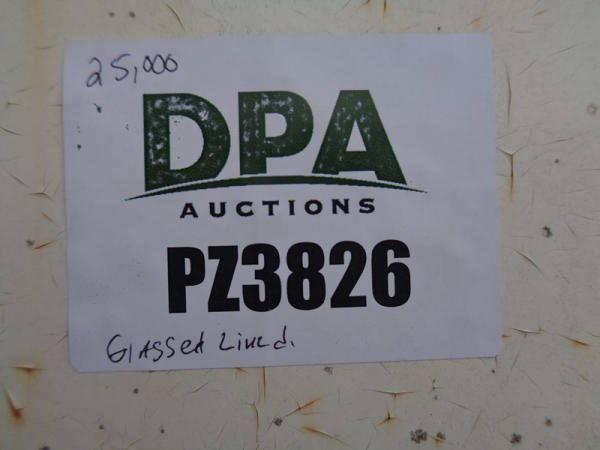 25,000
DPA
AUCTIONS
PZ3826
Glassed Lined.